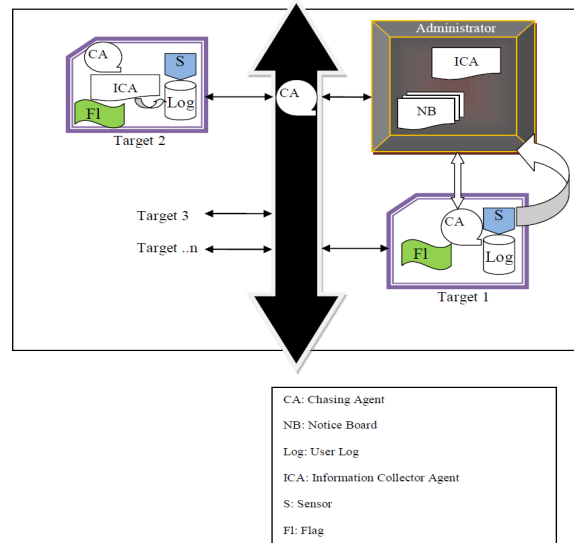 Administrator
CA
S
ICA
Log
Fl
Target 2
CA
ICA
NB
Target 3
Target ..n
CA
S
Fl
Log
Target 1
CA: Chasing Agent
NB: Notice Board
Log: User Log
ICA: Information Collector Agent
S: Sensor
Fl: Flag